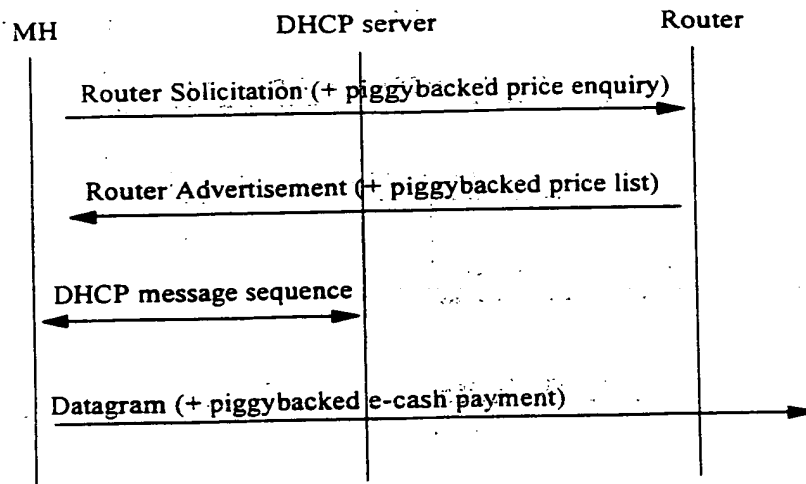 MH DHCP server Router
Router Solicitation (+ piggybacked price enquiry)
Router Advertisement (+ piggybacked price list)
DHCP message sequence
Datagram (+ piggybacked e-cash payment)